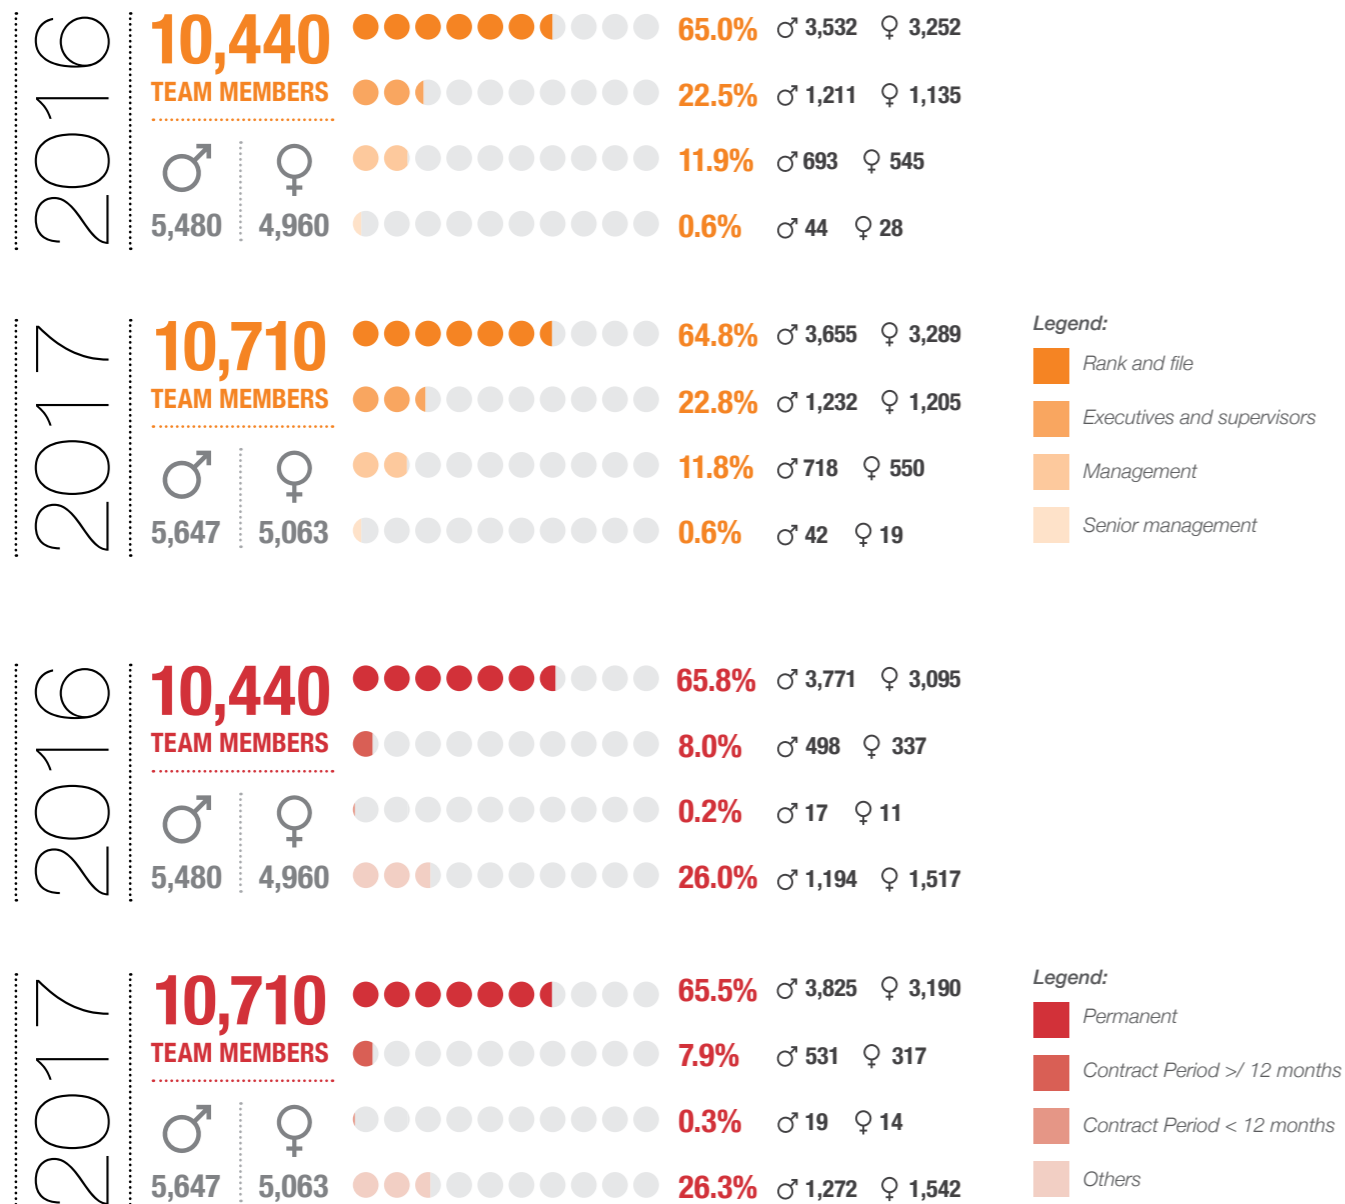 2016
10,440
TEAM MEMBERS
5,480 4,960
65.0% ♂ 3,532 ♀ 3,252
22.5% ♂ 1,211 ♀ 1,135
11.9% ♂ 693 ♀ 545
0.6% ♂ 44 ♀ 28
2017
10,710
TEAM MEMBERS
5,647 5,063
64.8% ♂ 3,655 ♀ 3,289
22.8% ♂ 1,232 ♀ 1,205
11.8% ♂ 718 ♀ 550
0.6% ♂ 42 ♀ 19
Legend:
Rank and file
Executives and supervisors
Management
Senior management
2016
10,440
TEAM MEMBERS
5,480 4,960
65.8% ♂ 3,771 ♀ 3,095
8.0% ♂ 498 ♀ 337
0.2% ♂ 17 ♀ 11
26.0% ♂ 1,194 ♀ 1,517
2017
10,710
TEAM MEMBERS
5,647 5,063
65.5% ♂ 3,825 ♀ 3,190
7.9% ♂ 531 ♀ 317
0.3% ♂ 19 ♀ 14
26.3% ♂ 1,272 ♀ 1,542
Legend:
Permanent
Contract Period >/ 12 months
Contract Period < 12 months
Others